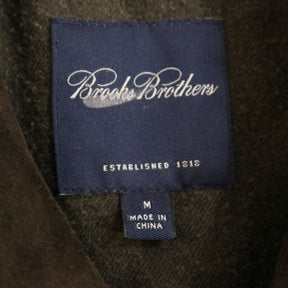 Brooks Brothers
ESTABLISHED 1818
M
MADE IN
CHINA